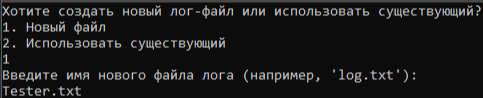 Хотите создать новый лог-файл или использовать существующий?
1. Новый файл
2. Использовать существующий
1
Введите имя нового файла лога (например, 'log.txt'):
Tester.txt